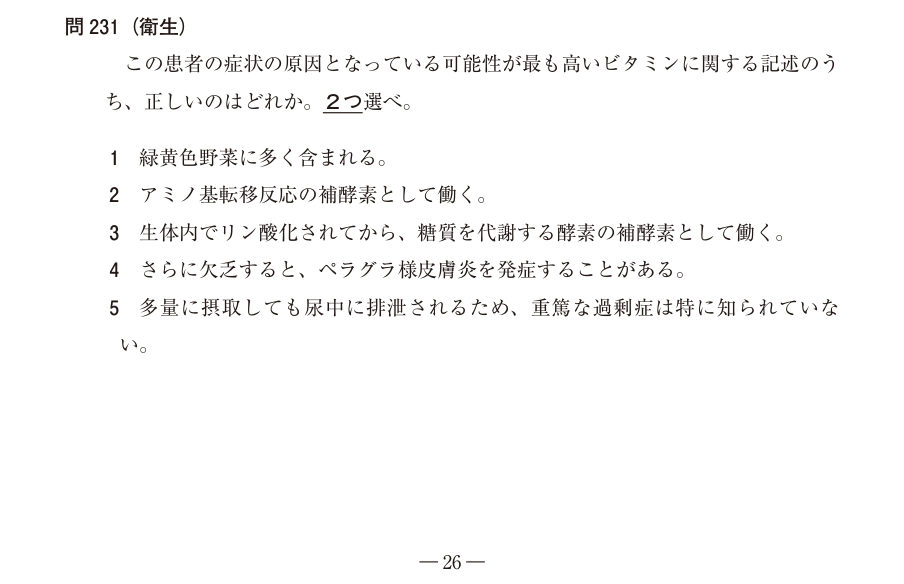 問 231（衛生）
この患者の症状の原因となっている可能性が最も高いビタミンに関する記述のう
ち、正しいのはどれか。２つ選べ。
1　緑黄色野菜に多く含まれる。
2　アミノ基転移反応の補酵素として働く。
3　生体内でリン酸化されてから、糖質を代謝する酵素の補酵素として働く。
4　さらに欠乏すると、ペラグラ様皮膚炎を発症することがある。
5　多量に摂取しても尿中に排泄されるため、重篤な過剰症は特に知られていな
い。
— 26 —